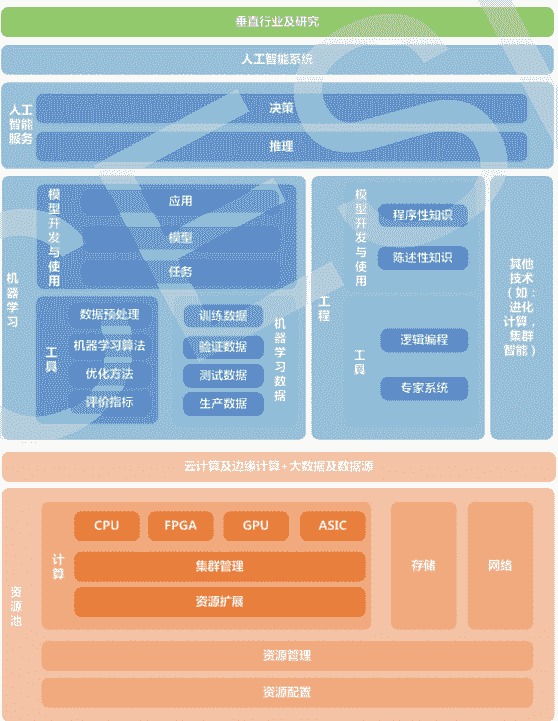 垂直行业及研究
人工智能系统
人工
智能
服务
决策
推理
机器学习
模型开发与使用
应用
模型
任务
工具
数据预处理
机器学习算法
优化方法
评价指标
训练数据
验证数据
测试数据
生产数据
机器学习数据
工程
模型开发与使用
程序性知识
陈述性知识
工具
逻辑编程
专家系统
其他
技术
(如:
进化
计算,
集群
智能)
云计算及边缘计算+大数据及数据源
资源池
计算
CPU
FPGA
GPU
ASIC
集群管理
资源扩展
存储
网络
资源管理
资源配置